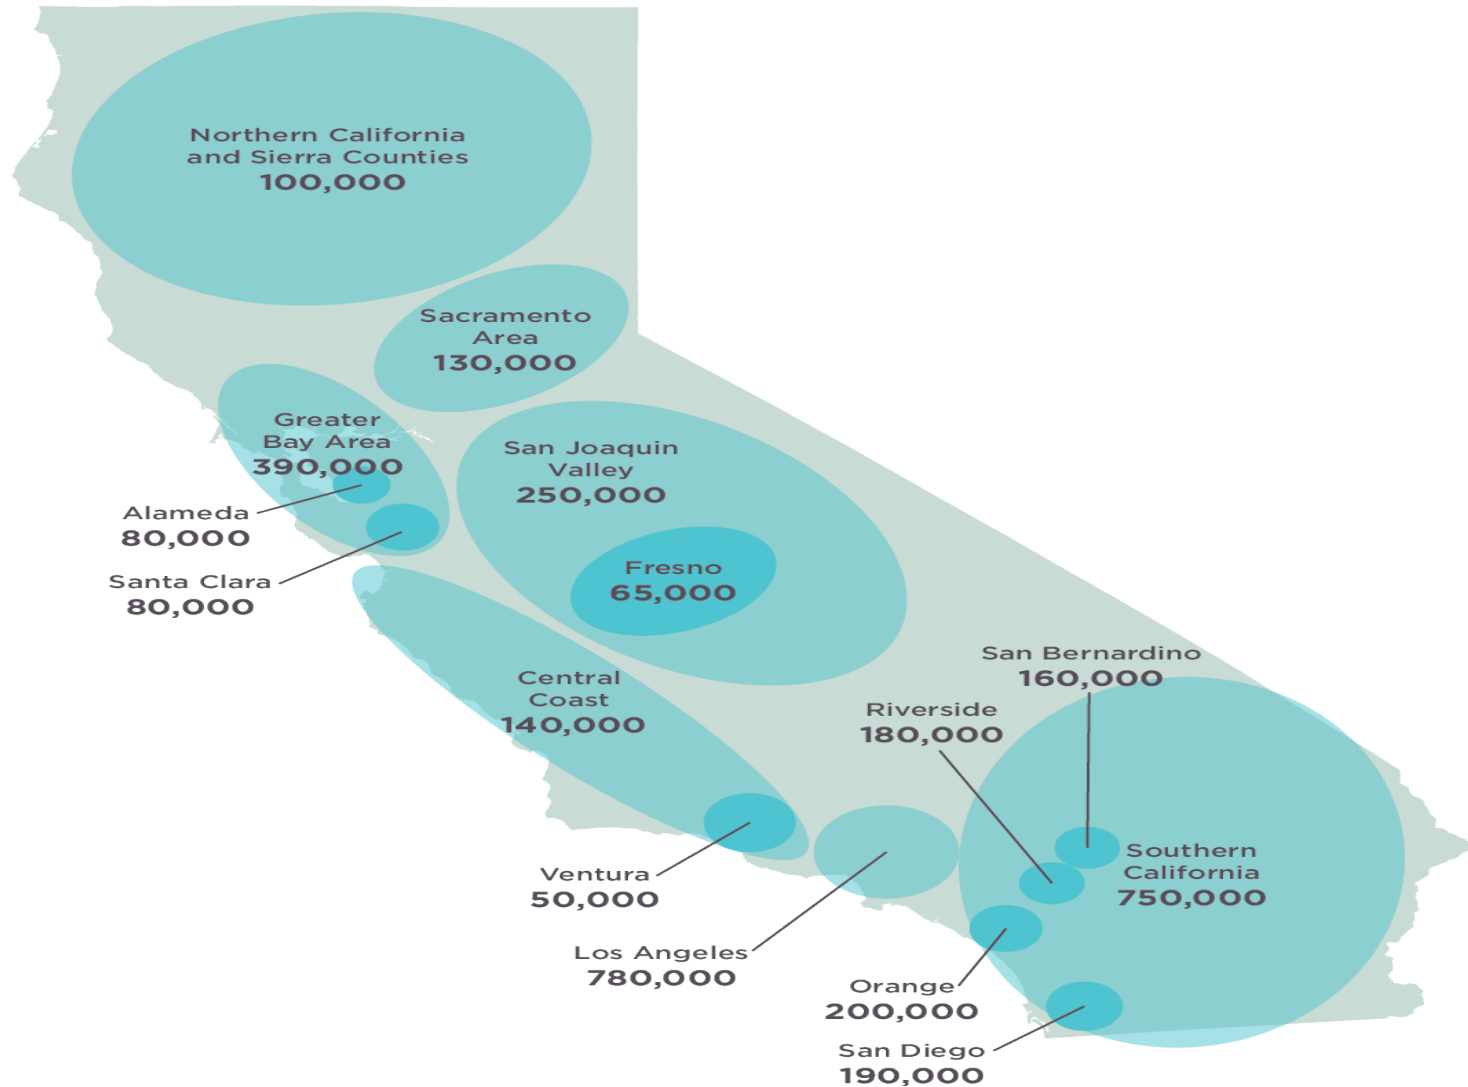 Northern California
and Sierra Counties
100,000
Sacramento
Area
130,000
Greater
Bay Area
390,000
San Joaquin
Valley
250,000
Alameda
80,000
Santa Clara
80,000
Fresno
65,000
San Bernardino
160,000
Central
Coast
140,000
Riverside
180,000
Southern
California
750,000
Ventura
50,000
Los Angeles
780,000
Orange
200,000
San Diego
190,000